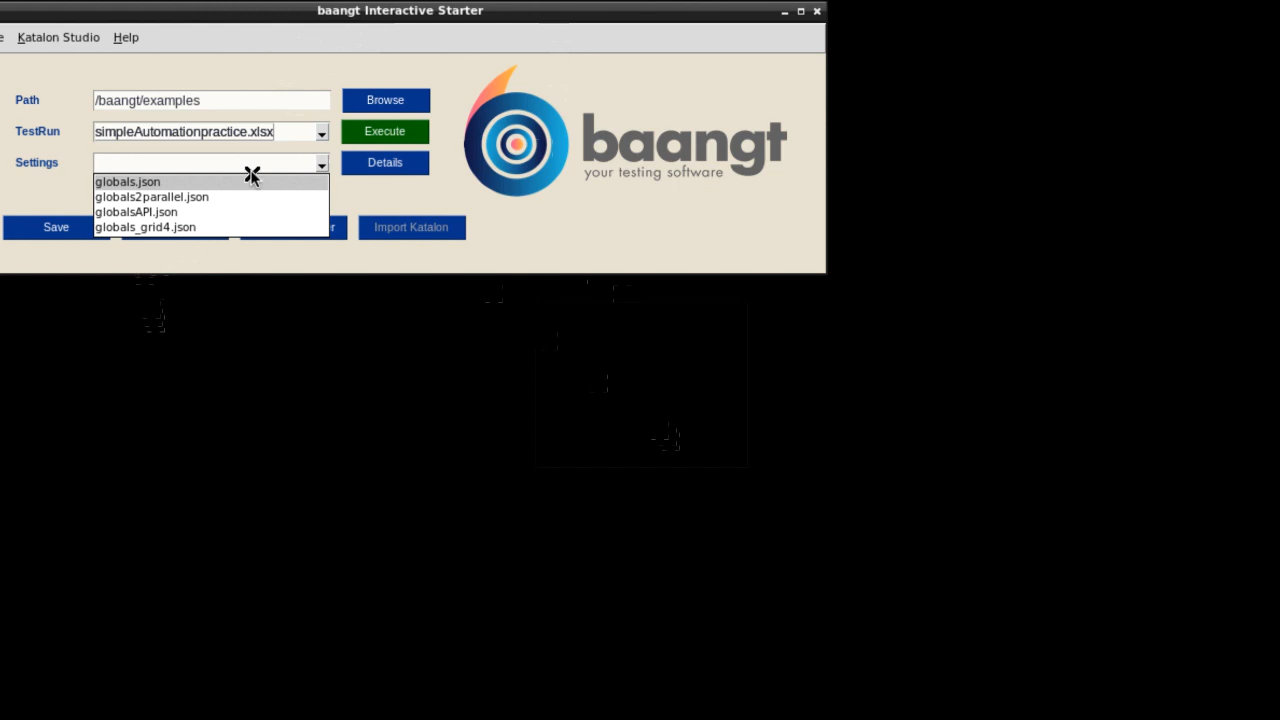 baangt Interactive Starter
Katalon Studio Help
Path /baangt/examples Browse
TestRun simpleAutomationpractice.xlsx Execute
Settings Details
globals.json
globals2parallel.json
globalsAPI.json
globals_grid4.json
Save Import Katalon
baangt
your testing software